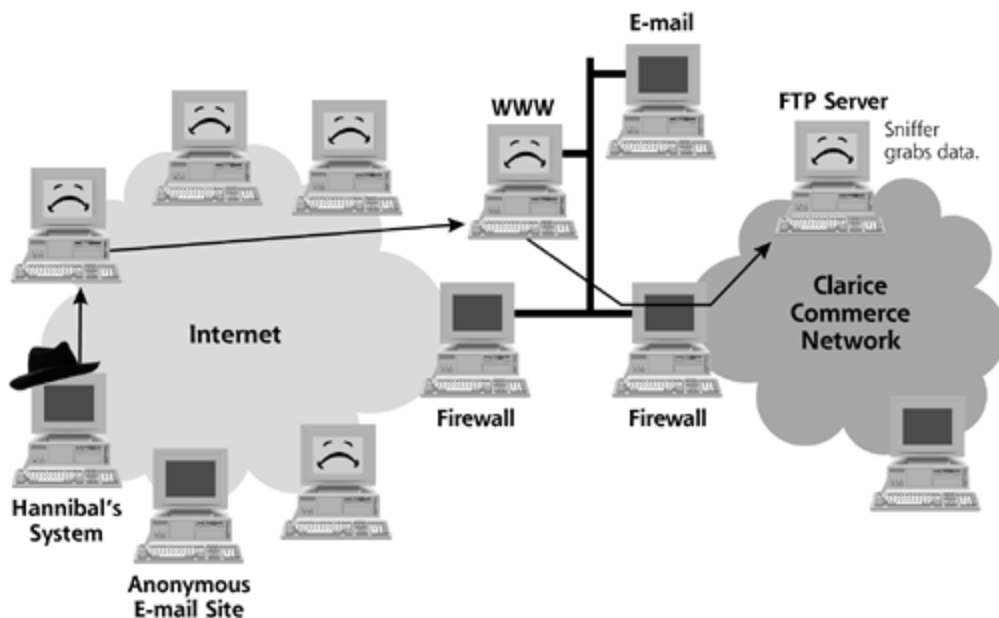 E-mail
WWW
FTP Server
Sniffer
grabs data.
Internet
Clarice
Commerce
Network
Firewall
Firewall
Hannibal's
System
Anonymous
E-mail Site